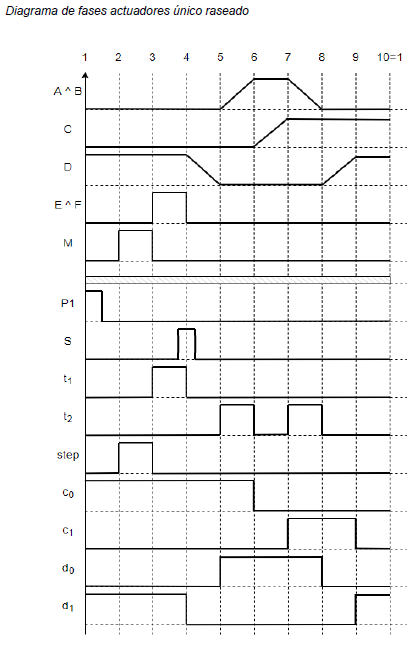 Diagrama de fases actuadores único raseado
1 2 3 4 5 6 7 8 9 10=1
A ^ B
C
D
E ^ F
M
P1
S
t1
t2
step
c0
c1
d0
d1